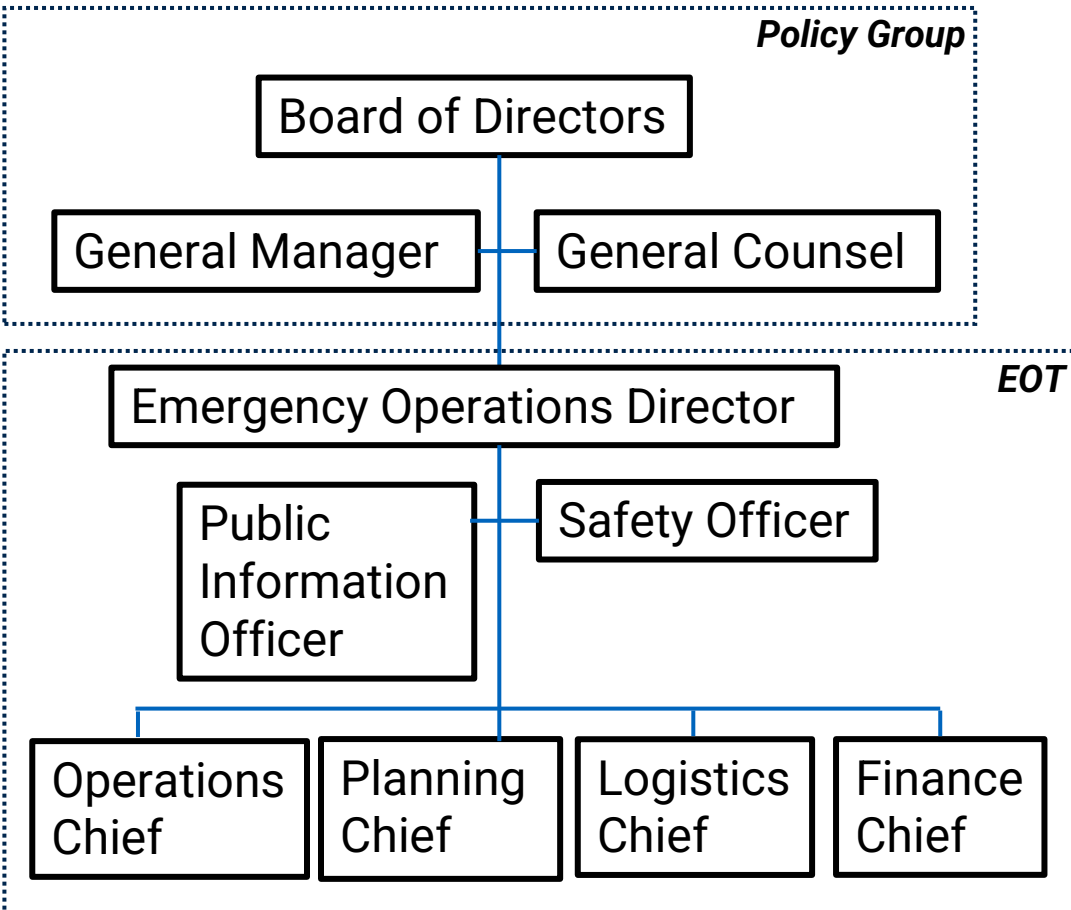 Policy Group
Board of Directors
General Manager
General Counsel
EOT
Emergency Operations Director
Public
Information
Officer
Safety Officer
Operations
Chief
Planning
Chief
Logistics
Chief
Finance
Chief